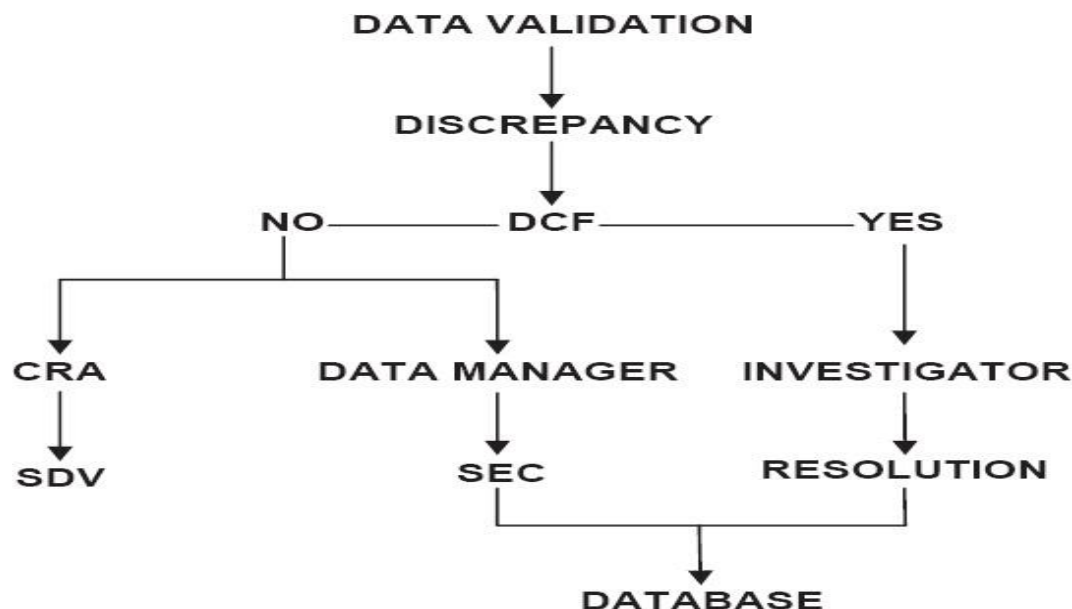 DATA VALIDATION
DISCREPANCY
NO DCF YES
CRA DATA MANAGER INVESTIGATOR
SDV SEC RESOLUTION
DATABASE